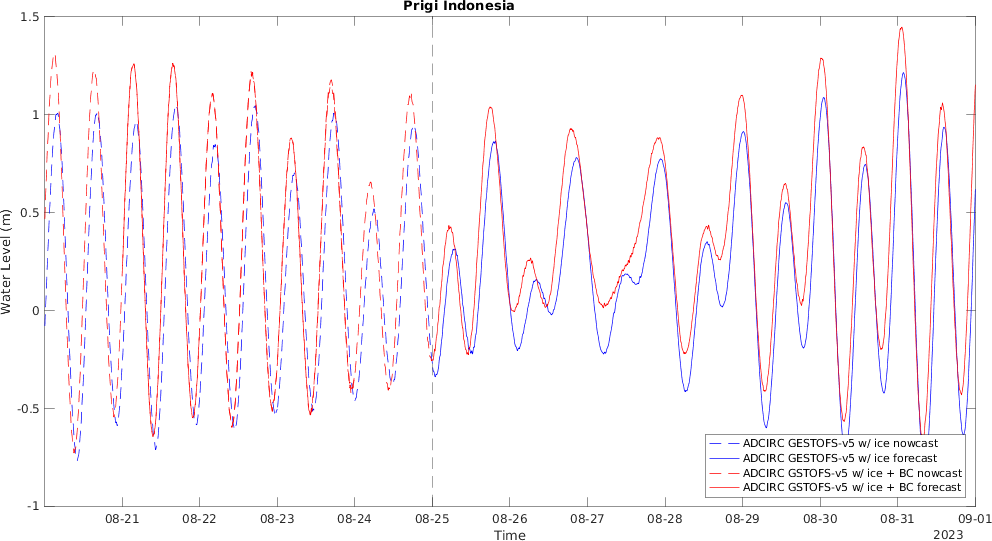 Prigi Indonesia
1.5
1
0.5
0
-0.5
-1
Water Level (m)
08-21 08-22 08-23 08-24 08-25 08-26 08-27 08-28 08-29 08-30 08-31 09-01
Time
2023
ADCIRC GESTOFS-v5 w/ ice nowcast
ADCIRC GESTOFS-v5 w/ ice forecast
ADCIRC GSTOFS-v5 w/ ice + BC nowcast
ADCIRC GSTOFS-v5 w/ ice + BC forecast